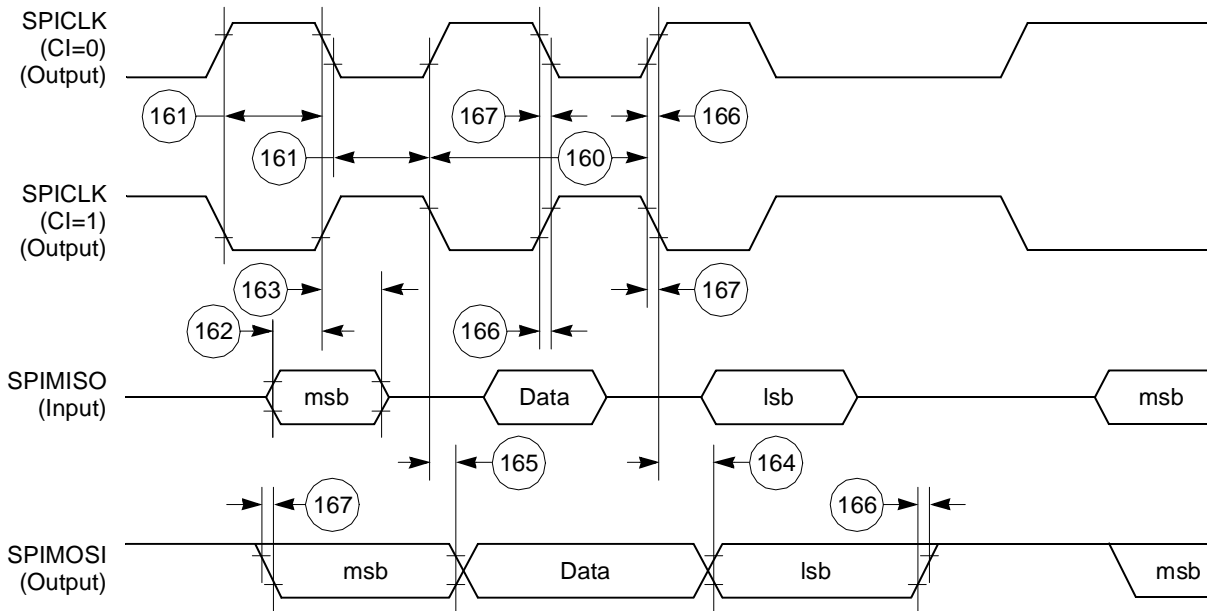 SPICLK
(CI=0)
(Output)
161
167
166
161
160
SPICLK
(CI=1)
(Output)
163
167
162
166
SPIMISO
(Input)
msb
Data
lsb
msb
165
164
167
166
SPIMOSI
(Output)
msb
Data
lsb
msb